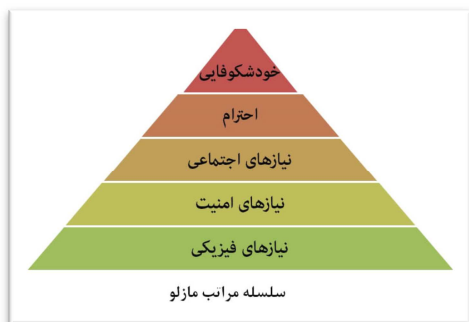 خودشکوفایی
احترام
نیازهای اجتماعی
نیازهای امنیت
نیازهای فیزیکی
سلسله مراتب مازلو